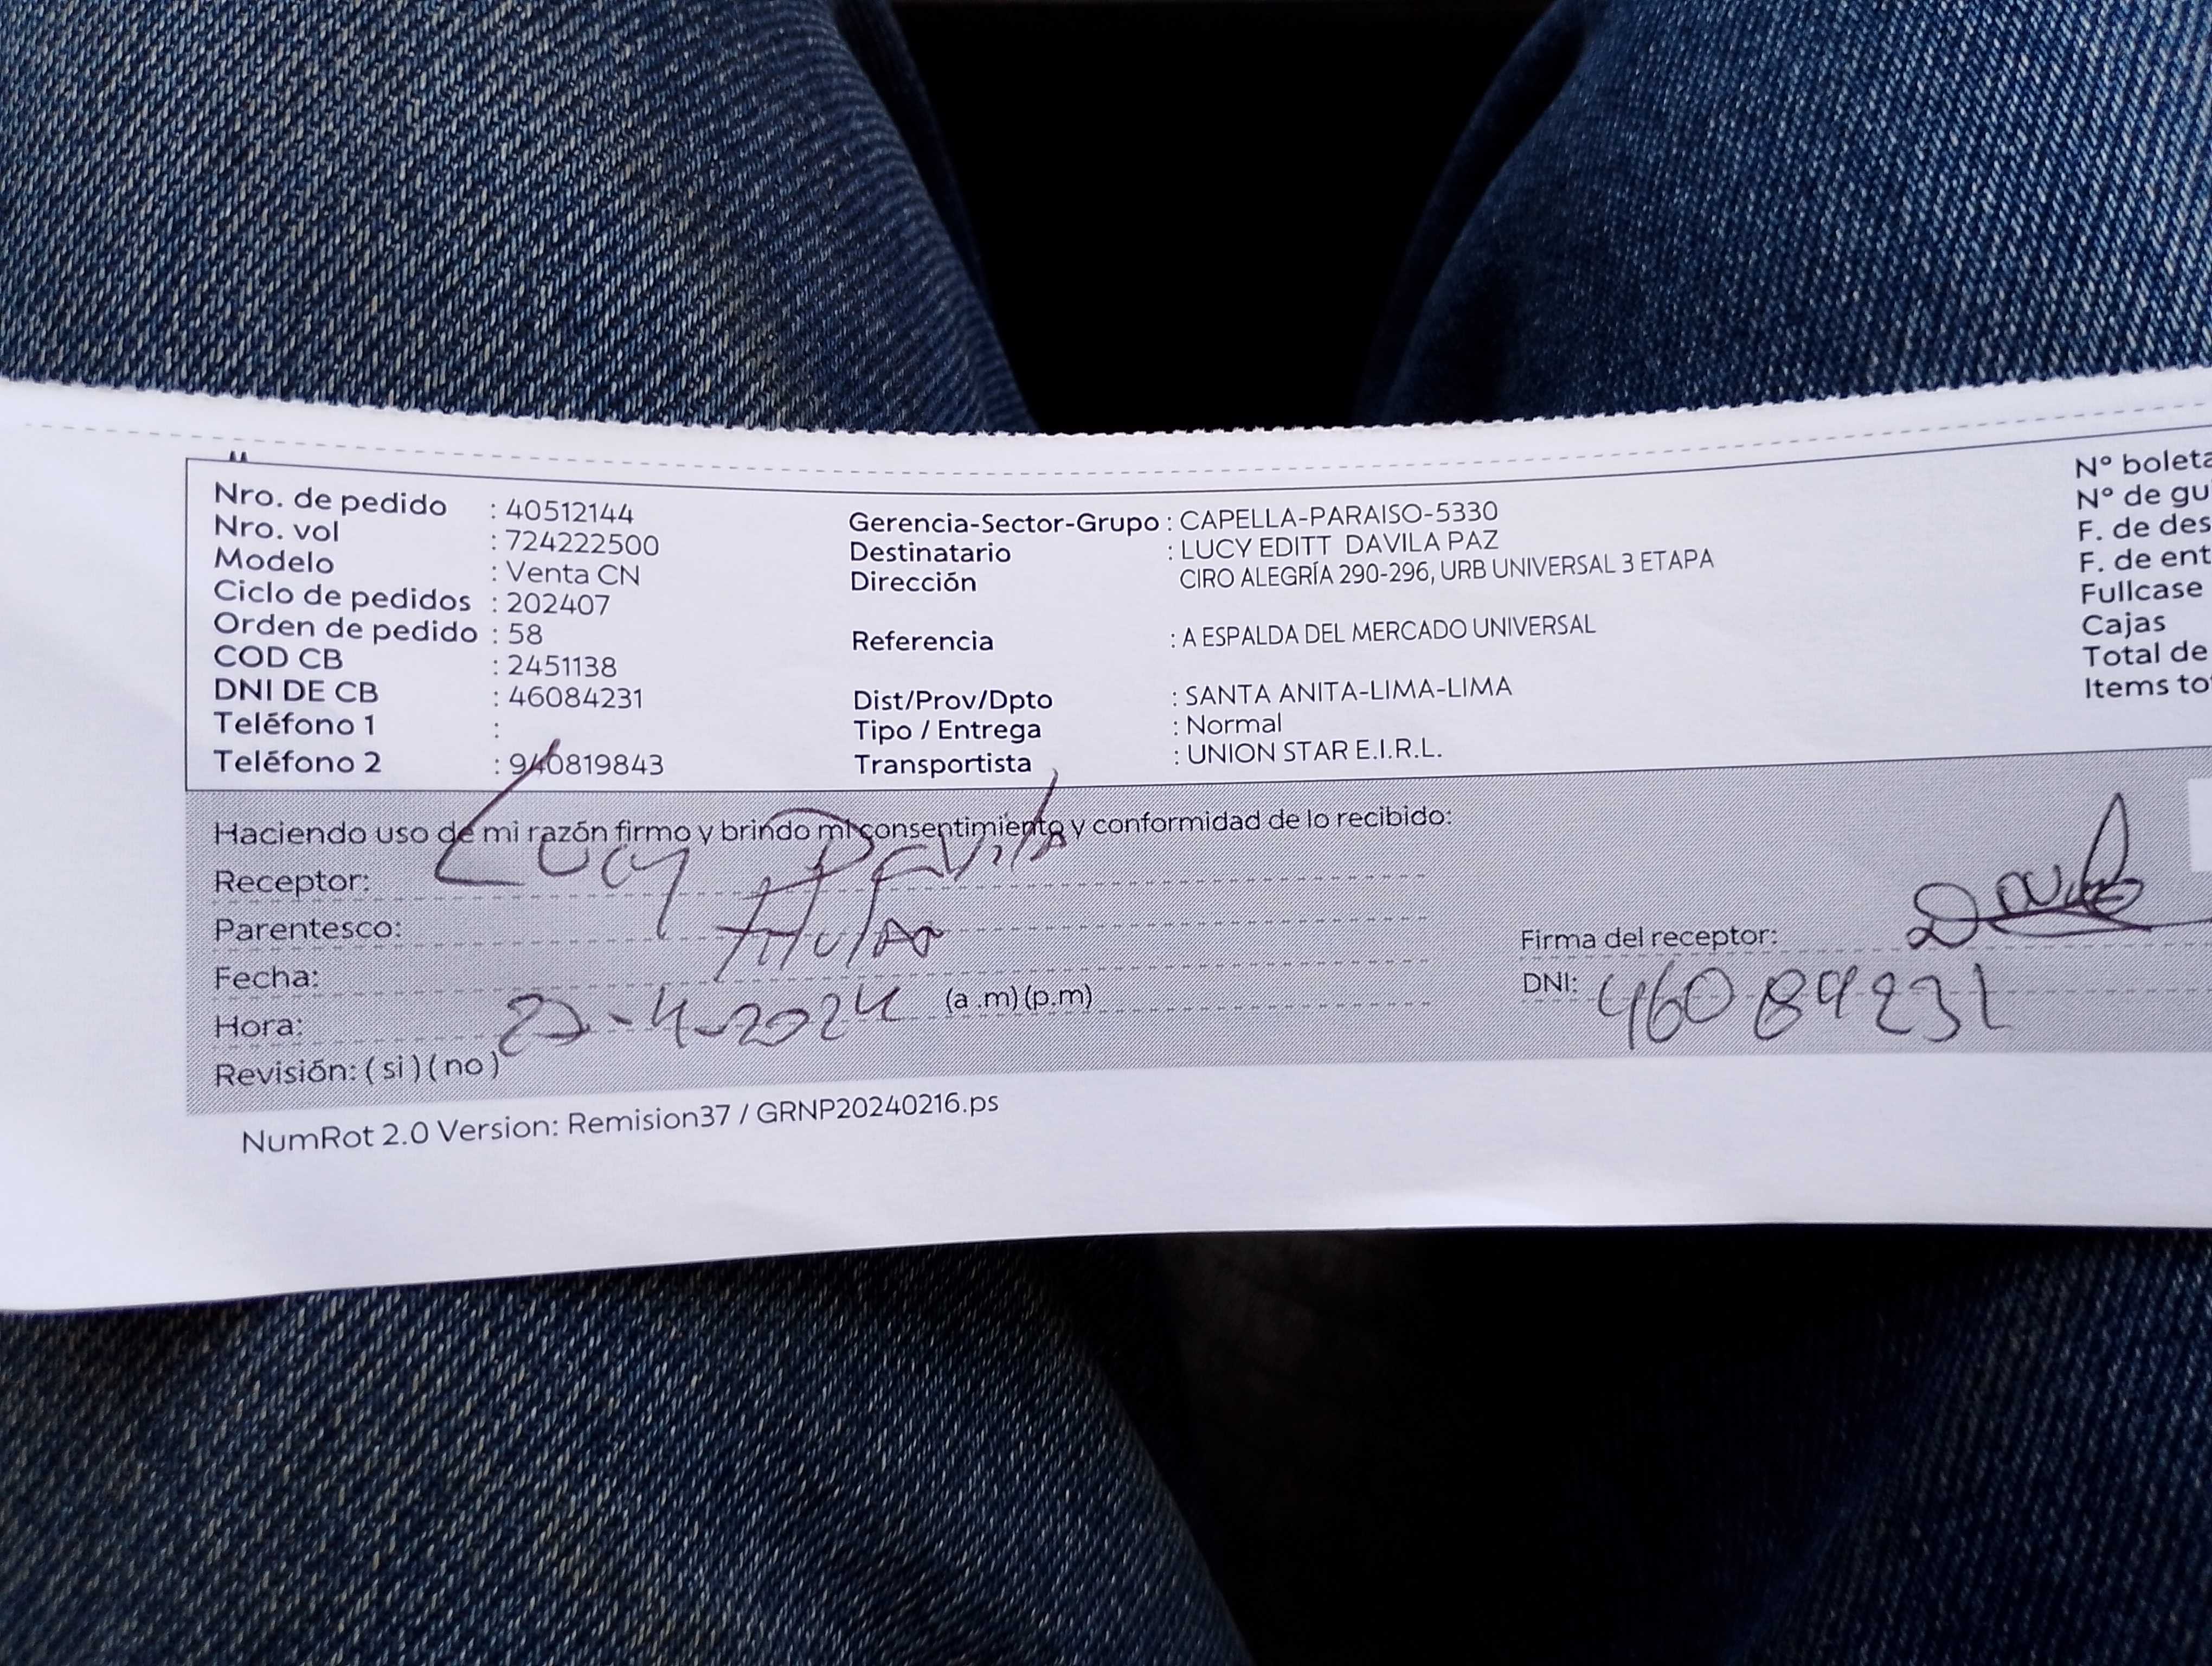 Nro. de pedido : 40512144
Nro. vol : 724222500
Modelo : Venta CN
Ciclo de pedidos : 202407
Orden de pedido : 58
COD CB : 2451138
DNI DE CB : 46084231
Teléfono 1 :
Teléfono 2 : 940819843
Gerencia-Sector-Grupo : CAPELLA-PARAISO-5330
Destinatario : LUCY EDITT DAVILA PAZ
Dirección CIRO ALEGRÍA 290-296, URB UNIVERSAL 3 ETAPA
Referencia : A ESPALDA DEL MERCADO UNIVERSAL
Dist/Prov/Dpto : SANTA ANITA-LIMA-LIMA
Tipo / Entrega : Normal
Transportista : UNION STAR E.I.R.L.
N° boleta
N° de gu
F. de des
F. de ent
Fullcase
Cajas
Total de
Items to
Haciendo uso de mi razón firmo y brindo mi consentimiento y conformidad de lo recibido:
Receptor: Lucy Davila
Parentesco: titular
Fecha:
Hora: -4-2024 (a.m)(p.m)
Revisión: (si)(no)
Firma del receptor: Davila
DNI: 46084231
NumRot 2.0 Version: Remision37 / GRNP20240216.ps